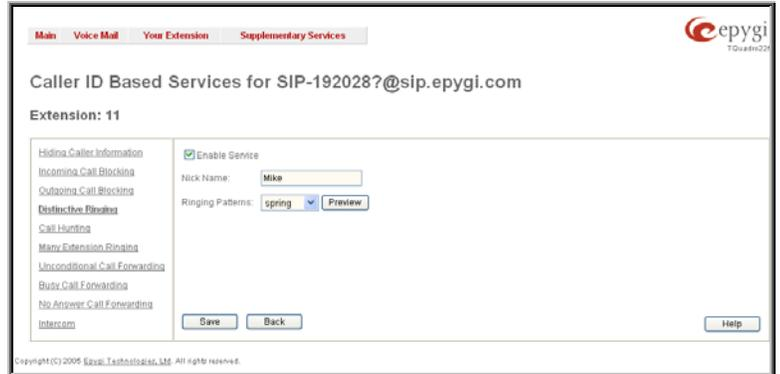 Main Voice Mail Your Extension Supplementary Services
epygi
Caller ID Based Services for SIP-192028?@sip.epygi.com
Extension: 11
Hiding Caller Information
Incoming Call Blocking
Outgoing Call Blocking
Distinctive Ringing
Call Hunting
Many Extension Ringing
Unconditional Call Forwarding
Busy Call Forwarding
No Answer Call Forwarding
Intercom
Enable Service
Nick Name: Mike
Ringing Patterns: spring Preview
Save Back Help
Copyright (C) 2005 Epygi Technologies, Ltd. All rights reserved.